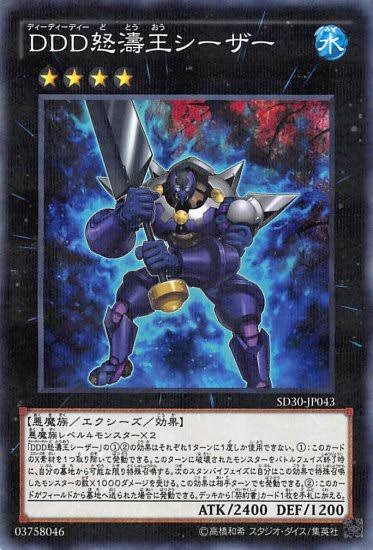 ディーディーディー ど とう おう
DDD怒濤王シーザー
水
SD30-JP043
【悪魔族／エクシーズ／効果】
悪魔族レベル4モンスター×2
「DDD怒濤王シーザー」の①②の効果はそれぞれ1ターンに1度しか使用できない。①：このカード
のX素材を1つ取り除いて発動できる。このターンに破壊されたモンスターをバトルフェイズ終了時
に、自分の墓地から可能な限り特殊召喚する。次のスタンバイフェイズに自分はこの効果で特殊召喚
したモンスターの数×1000ダメージを受ける。この効果は相手ターンでも発動できる。②：このカー
ドがフィールドから墓地へ送られた場合に発動できる。デッキから「契約書」カード1枚を手札に加える。
ATK/2400 DEF/1200
03758046
©高橋和希 スタジオ・ダイス／集英社